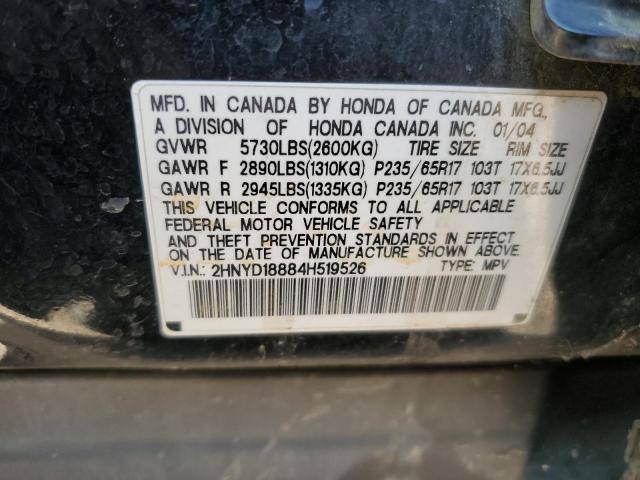 MFD. IN CANADA BY HONDA OF CANADA MFG.,
A DIVISION OF HONDA CANADA INC. 01/04
GVWR 5730LBS(2600KG) TIRE SIZE RIM SIZE
GAWR F 2890LBS(1310KG) P235/65R17 103T 17X6.5JJ
GAWR R 2945LBS(1335KG) P235/65R17 103T 17X6.5JJ
THIS VEHICLE CONFORMS TO ALL APPLICABLE
FEDERAL MOTOR VEHICLE SAFETY
AND THEFT PREVENTION STANDARDS IN EFFECT
ON THE DATE OF MANUFACTURE SHOWN ABOVE.
V.I.N.: 2HNYD18884H519526 TYPE: MPV